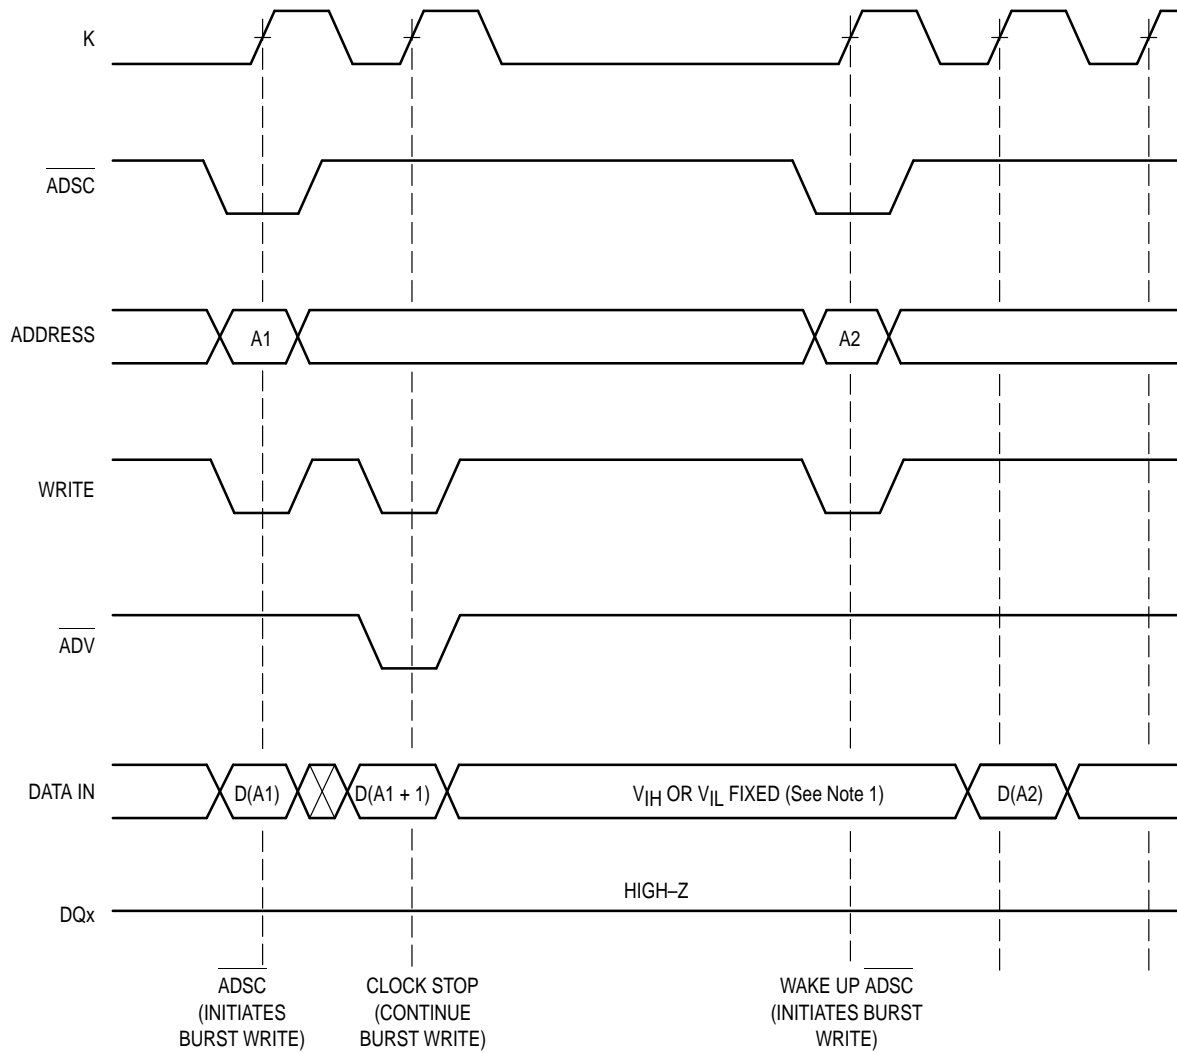 K
ADSC
ADDRESS
A1
A2
WRITE
ADV
DATA IN
D(A1)
D(A1 + 1)
VIH OR VIL FIXED (See Note 1)
D(A2)
HIGH–Z
DQx
ADSC
(INITIATES
BURST WRITE)
CLOCK STOP
(CONTINUE
BURST WRITE)
WAKE UP ADSC
(INITIATES BURST
WRITE)